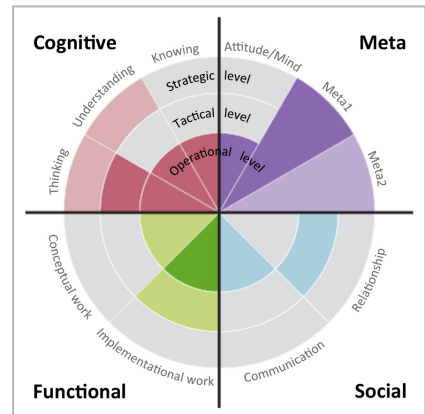 Cognitive
Meta
Knowing
Attitude/Mind
Understanding
Strategic level
Meta1
Tactical level
Thinking
Operational level
Meta2
Conceptual work
Relationship
Implementational work
Communication
Functional
Social